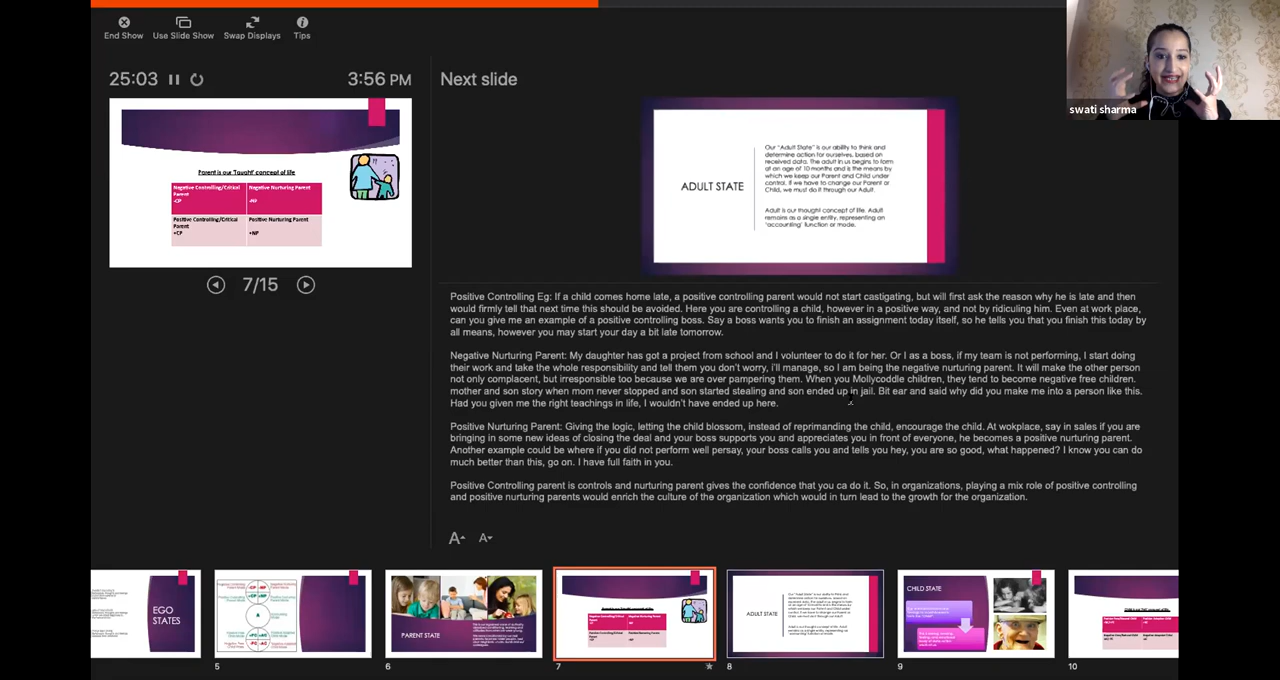 End Show
Use Slide Show
Swap Displays
Tips
swati sharma
25:03
3:56 PM
Next slide
Parent is our 'Taught' concept of life
Negative Controlling/Critical
Parent
-CP
Negative Nurturing Parent
-NP
Positive Controlling/Critical
Parent
+CP
Positive Nurturing Parent
+NP
7/15
ADULT STATE
Our "Adult State" is our ability to think and
determine action for ourselves, based on
received data. The adult in us begins to form
at an age of 10 months and is the means by
which we keep our Parent and Child under
control. If we have to change our Parent or
Child, we must do it through our Adult.
Adult is our thought concept of life. Adult
remains as a single entity, representing an
'accounting' function or mode.
Positive Controlling Eg: If a child comes home late, a positive controlling parent would not start castigating, but will first ask the reason why he is late and then
would firmly tell that next time this should be avoided. Here you are controlling a child, however in a positive way, and not by ridiculing him. Even at work place,
can you give me an example of a positive controlling boss. Say a boss wants you to finish an assignment today itself, so he tells you that you finish this today by
all means, however you may start your day a bit late tomorrow.
Negative Nurturing Parent: My daughter has got a project from school and I volunteer to do it for her. Or I as a boss, if my team is not performing, I start doing
their work and take the whole responsibility and tell them you don't worry, i'll manage, so I am being the negative nurturing parent. It will make the other person
not only complacent, but irresponsible too because we are over pampering them. When you Mollycoddle children, they tend to become negative free children.
mother and son story when mom never stopped and son started stealing and son ended up in jail. Bit ear and said why did you make me into a person like this.
Had you given me the right teachings in life, I wouldn't have ended up here.
Positive Nurturing Parent: Giving the logic, letting the child blossom, instead of reprimanding the child, encourage the child. At wokplace, say in sales if you are
bringing in some new ideas of closing the deal and your boss supports you and appreciates you in front of everyone, he becomes a positive nurturing parent.
Another example could be where if you did not perform well persay, your boss calls you and tells you hey, you are so good, what happened? I know you can do
much better than this, go on. I have full faith in you.
Positive Controlling parent is controls and nurturing parent gives the confidence that you ca do it. So, in organizations, playing a mix role of positive controlling
and positive nurturing parents would enrich the culture of the organization which would in turn lead to the growth for the organization.
A A
EGO
STATES
PARENT STATE
ADULT STATE
CHILD STATE
5
6
7
8
9
10